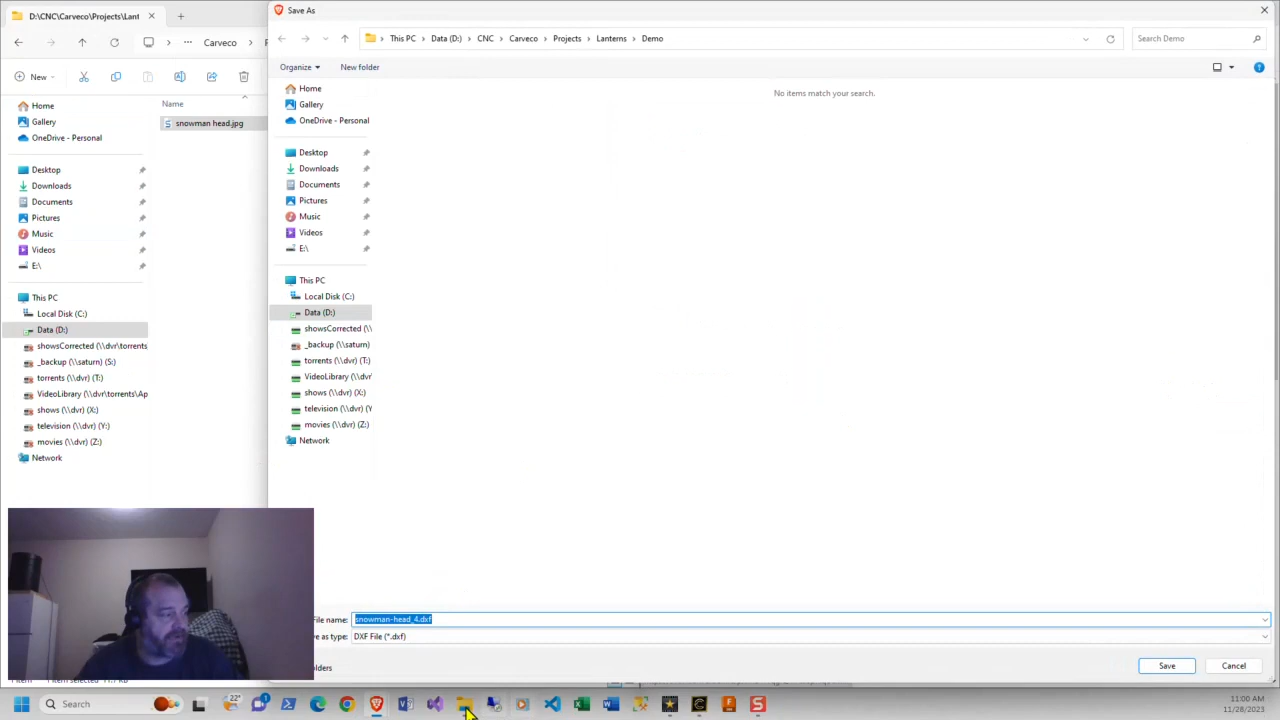 D:\CNC\Carveco\Projects\Lant
Save As
Carveco
This PC
Data (D:)
CNC
Carveco
Projects
Lanterns
Demo
Search Demo
New
Organize
New folder
Name
snowman head.jpg
Home
Gallery
OneDrive - Personal
Desktop
Downloads
Documents
Pictures
Music
Videos
E:\
This PC
Local Disk (C:)
Data (D:)
showsCorrected (\\dvr\torrents
_backup (\\saturn) (S:)
torrents (\\dvr) (T:)
VideoLibrary (\\dvr\torrents\Ap
shows (\\dvr) (X:)
television (\\dvr) (Y:)
movies (\\dvr) (Z:)
Network
Home
Gallery
OneDrive - Personal
Desktop
Downloads
Documents
Pictures
Music
Videos
E:\
This PC
Local Disk (C:)
Data (D:)
showsCorrected (\\
_backup (\\saturn)
torrents (\\dvr) (T:)
VideoLibrary (\\dvr
shows (\\dvr) (X:)
television (\\dvr) (Y
movies (\\dvr) (Z:)
Network
No items match your search.
File name:
snowman-head_4.dxf
ve as type:
DXF File (*.dxf)
olders
Save
Cancel
Search
22°
11:00 AM
11/28/2023